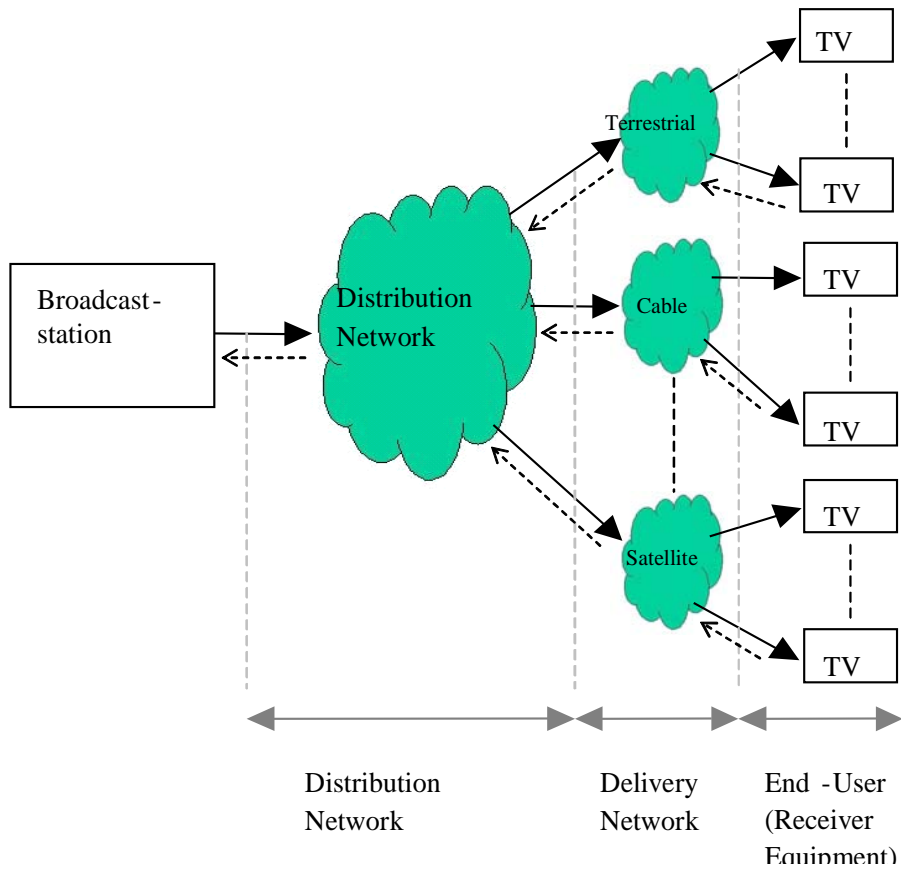 TV
Terrestrial
TV
Broadcast-
station
Distribution
Network
Cable
TV
TV
Satellite
TV
TV
Distribution
Network
Delivery
Network
End -User
(Receiver
Equipment)